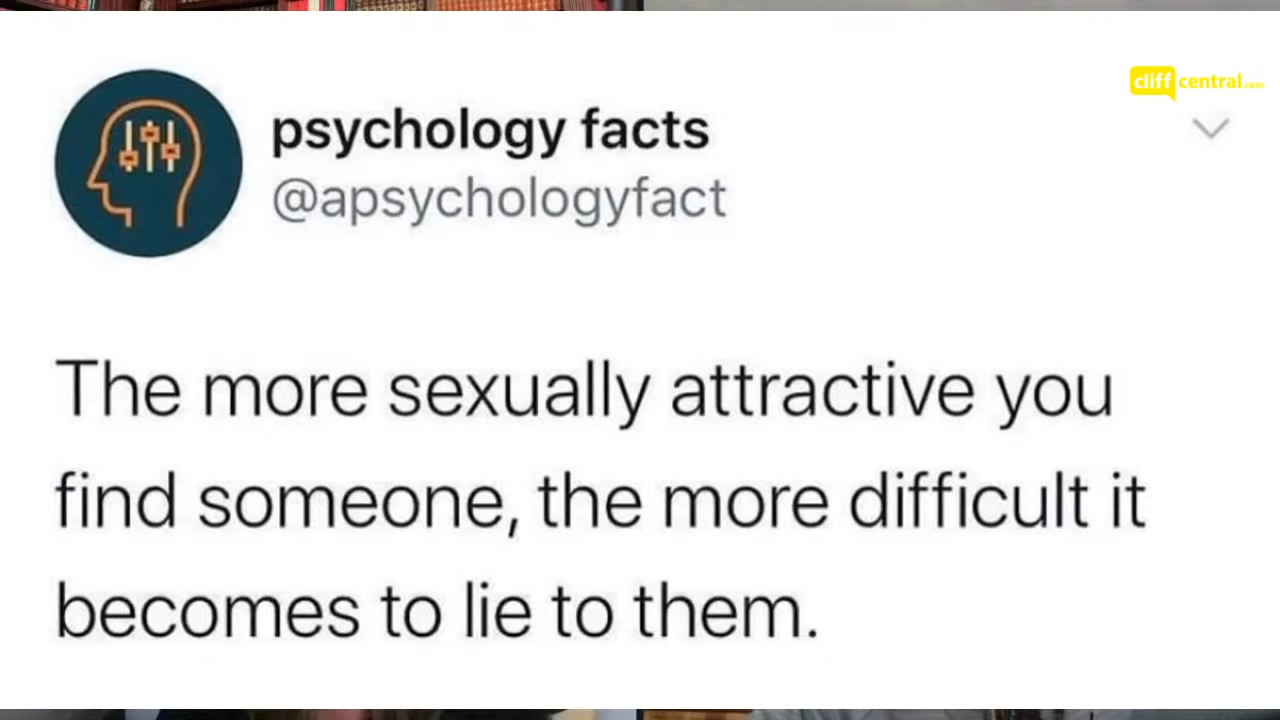 cliff central.com
psychology facts
@apsychologyfact
The more sexually attractive you
find someone, the more difficult it
becomes to lie to them.